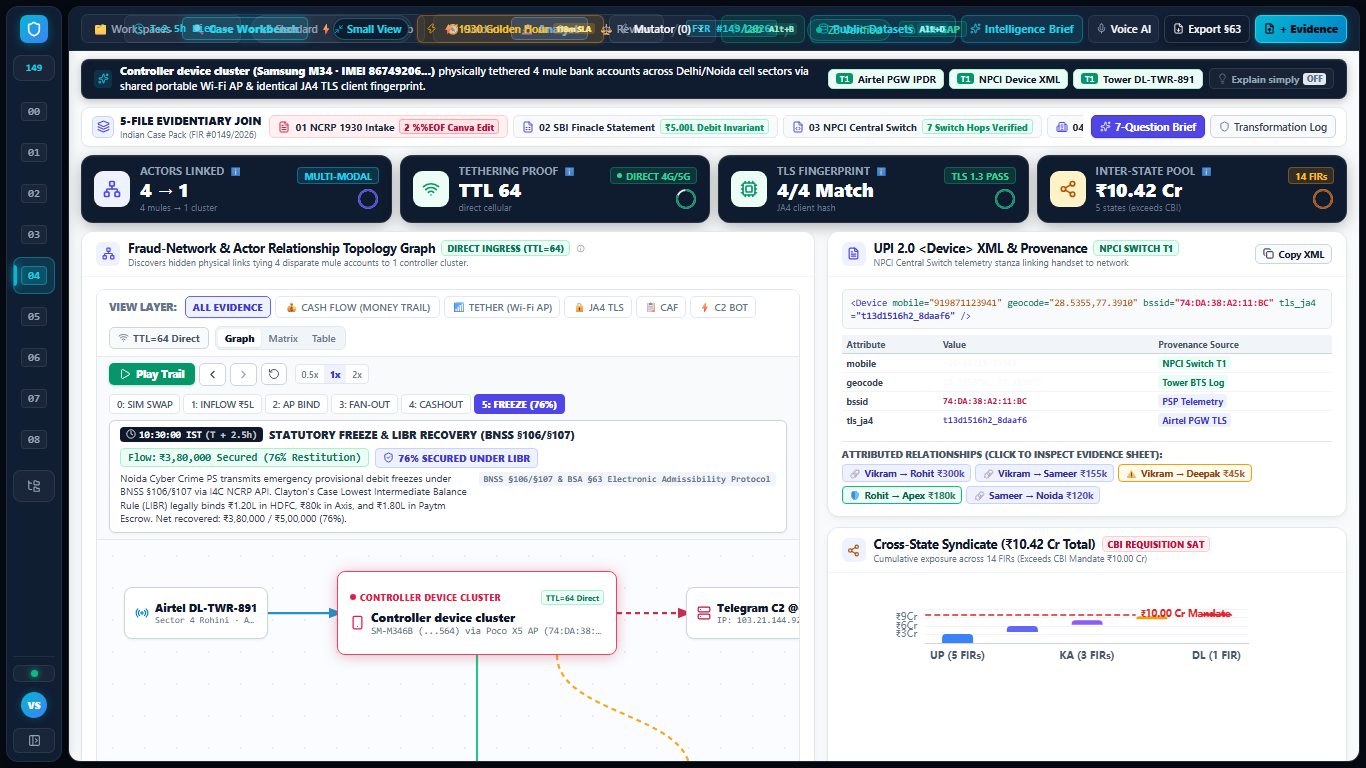 Workspaces
Case Workbench
Small View
1930 Golden Hour
Mutator (0)
FIR #149/2026
Alt+B
Public Datasets
Intelligence Brief
Voice AI
Export §63
+ Evidence
149
00
01
02
03
04
05
06
07
08
VS
Controller device cluster (Samsung M34 · IMEI 86749206...) physically tethered 4 mule bank accounts across Delhi/Noida cell sectors via
shared portable Wi-Fi AP & identical JA4 TLS client fingerprint.
T1 Airtel PGW IPDR
T1 NPCI Device XML
T1 Tower DL-TWR-891
Explain simply OFF
5-FILE EVIDENTIARY JOIN
Indian Case Pack (FIR #0149/2026)
01 NCRP 1930 Intake 2 %%EOF Canva Edit
02 SBI Finacle Statement ₹5.00L Debit Invariant
03 NPCI Central Switch 7 Switch Hops Verified
04
7-Question Brief
Transformation Log
ACTORS LINKED
MULTI-MODAL
4 → 1
4 mules → 1 cluster
TETHERING PROOF
DIRECT 4G/5G
TTL 64
direct cellular
TLS FINGERPRINT
TLS 1.3 PASS
4/4 Match
JA4 client hash
INTER-STATE POOL
14 FIRs
₹10.42 Cr
5 states (exceeds CBI)
Fraud-Network & Actor Relationship Topology Graph DIRECT INGRESS (TTL=64)
Discovers hidden physical links tying 4 disparate mule accounts to 1 controller cluster.
VIEW LAYER: ALL EVIDENCE CASH FLOW (MONEY TRAIL) TETHER (Wi-Fi AP) JA4 TLS CAF C2 BOT
TTL=64 Direct Graph Matrix Table
Play Trail 0.5x 1x 2x
0: SIM SWAP 1: INFLOW ₹5L 2: AP BIND 3: FAN-OUT 4: CASHOUT 5: FREEZE (76%)
10:30:00 IST (T + 2.5h) STATUTORY FREEZE & LIBR RECOVERY (BNSS §106/§107)
Flow: ₹3,80,000 Secured (76% Restitution) 76% SECURED UNDER LIBR
Noida Cyber Crime PS transmits emergency provisional debit freezes under
BNSS §106/§107 via I4C NCRP API. Clayton's Case Lowest Intermediate Balance
Rule (LIBR) legally binds ₹1.20L in HDFC, ₹80k in Axis, and ₹1.80L in Paytm
Escrow. Net recovered: ₹3,80,000 / ₹5,00,000 (76%).
BNSS §106/§107 & BSA §63 Electronic Admissibility Protocol
Airtel DL-TWR-891
Sector 4 Rohini - A…
CONTROLLER DEVICE CLUSTER
TTL=64 Direct
Controller device cluster
SM-M346B (...564) via Poco X5 AP (74:DA:38:…
Telegram C2 @
IP: 103.21.144.92
UPI 2.0 <Device> XML & Provenance NPCI SWITCH T1
NPCI Central Switch telemetry stanza linking handset to network
Copy XML
<Device mobile="919871123941" geocode="28.5355,77.3910" bssid="74:DA:38:A2:11:BC" tls_ja4
="t13d1516h2_8daaf6" />
Attribute Value Provenance Source
mobile NPCI Switch T1
geocode Tower BTS Log
bssid 74:DA:38:A2:11:BC PSP Telemetry
tls_ja4 t13d1516h2_8daaf6 Airtel PGW TLS
ATTRIBUTED RELATIONSHIPS (CLICK TO INSPECT EVIDENCE SHEET):
Vikram → Rohit ₹300k Vikram → Sameer ₹155k Vikram → Deepak ₹45k
Rohit → Apex ₹180k Sameer → Noida ₹120k
Cross-State Syndicate (₹10.42 Cr Total) CBI REQUISITION SAT
Cumulative exposure across 14 FIRs (Exceeds CBI Mandate ₹10.00 Cr)
₹10.00 Cr Mandate
₹9Cr
₹6Cr
₹3Cr
UP (5 FIRs) KA (3 FIRs) DL (1 FIR)